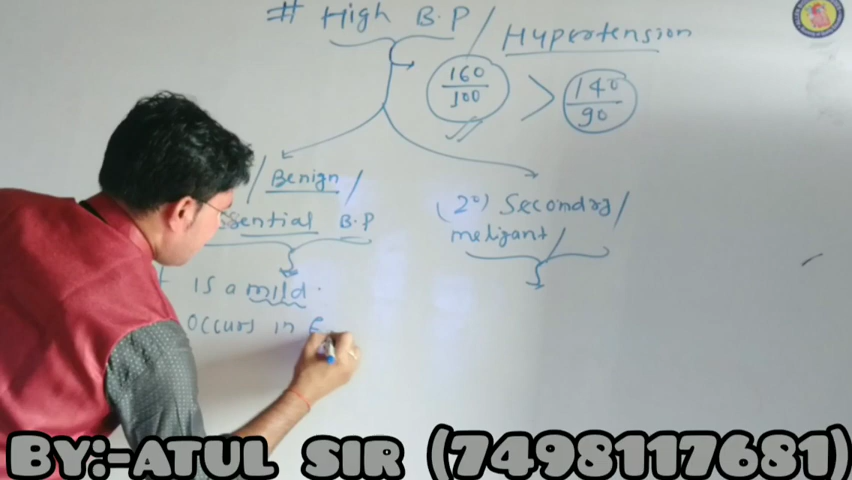 # High B.P / Hypertension
160/100 > 140/90
/ Benign /
sential B.P
(2°) Secondary /
meligant /
Is a mild.
Occurs in
BY:-ATUL SIR (7498117681)